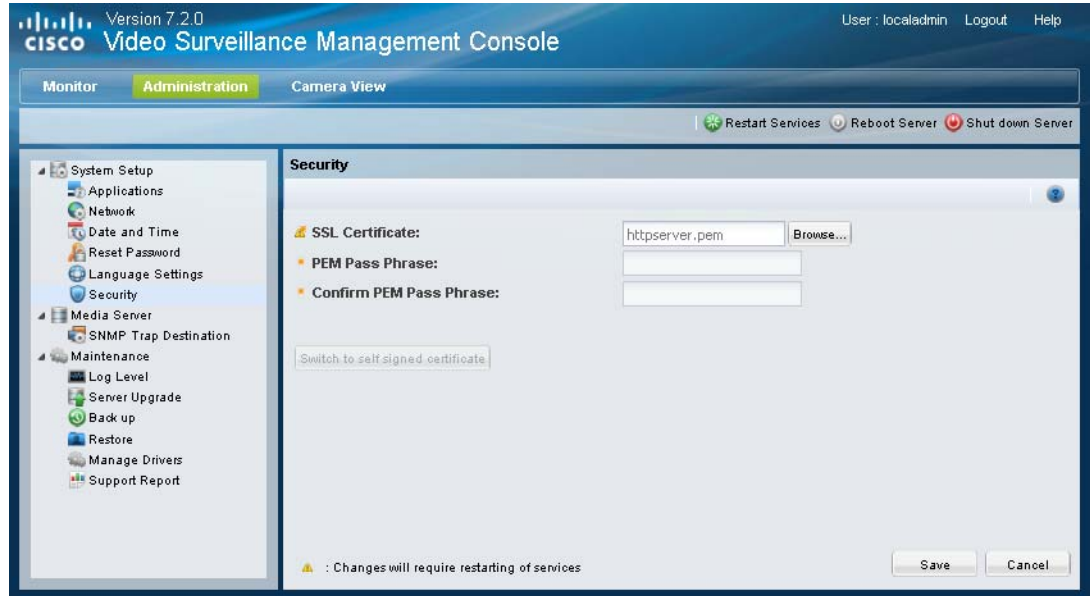 Version 7.2.0
User : localadmin Logout Help
CISCO Video Surveillance Management Console
Monitor Administration Camera View
Restart Services Reboot Server Shut down Server
System Setup
Applications
Network
Date and Time
Reset Password
Language Settings
Security
Media Server
SNMP Trap Destination
Maintenance
Log Level
Server Upgrade
Back up
Restore
Manage Drivers
Support Report
Security
?
SSL Certificate: httpserver.pem Browse...
* PEM Pass Phrase:
* Confirm PEM Pass Phrase:
Switch to self signed certificate
: Changes will require restarting of services
Save Cancel